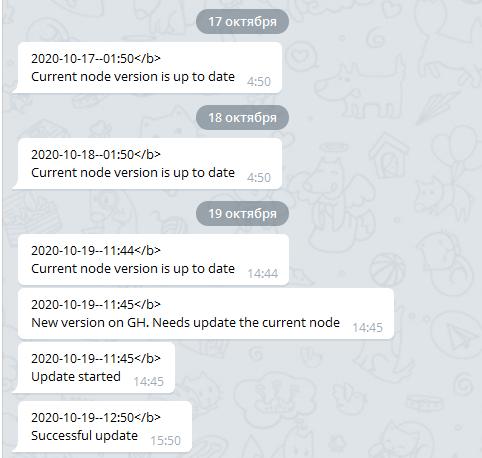 17 октября
2020-10-17--01:50</b>
Current node version is up to date 4:50
18 октября
2020-10-18--01:50</b>
Current node version is up to date 4:50
19 октября
2020-10-19--11:44</b>
Current node version is up to date 14:44
2020-10-19--11:45</b>
New version on GH. Needs update the current node 14:45
2020-10-19--11:45</b>
Update started 14:45
2020-10-19--12:50</b>
Successful update 15:50